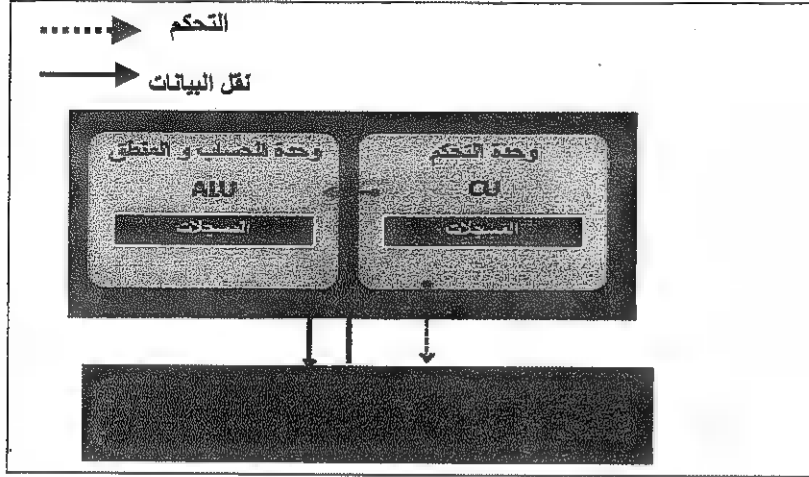 التحكم
نقل البيانات
وحدة التحكم
CU
المسجلات
وحدة الحساب و المنطق
ALU
المسجلات